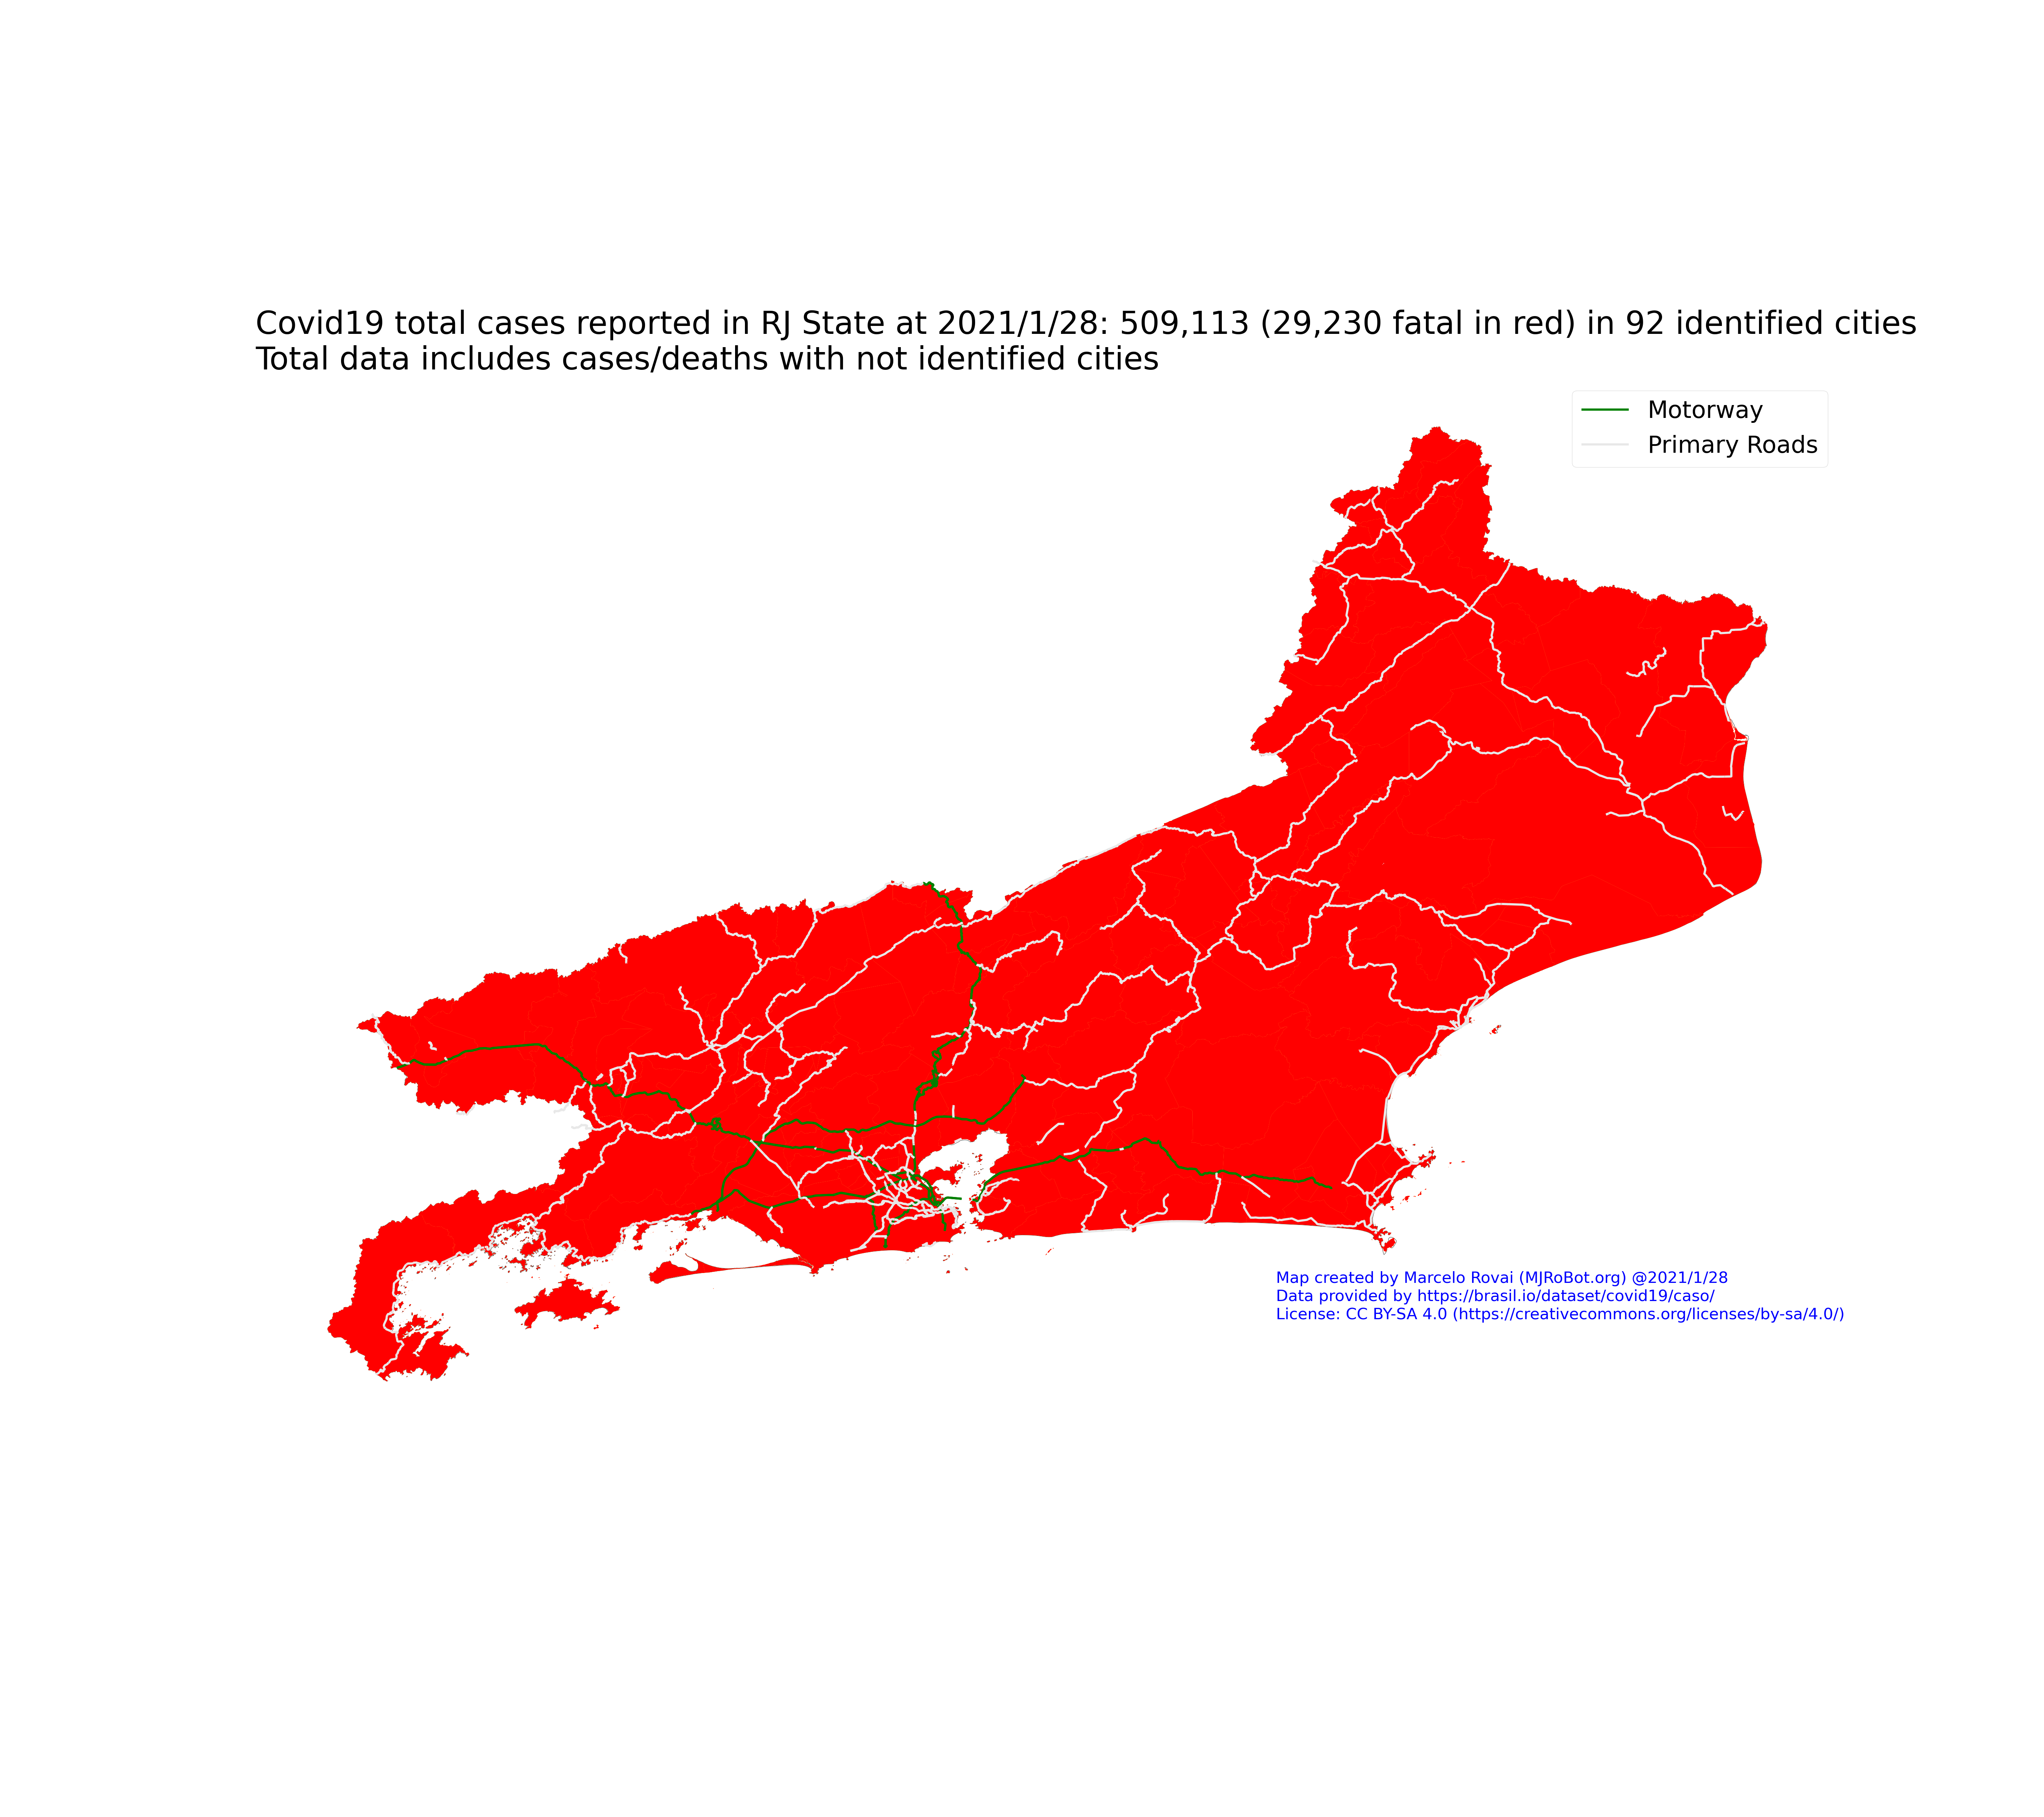 Covid19 total cases reported in RJ State at 2021/1/28: 509,113 (29,230 fatal in red) in 92 identified cities
Total data includes cases/deaths with not identified cities
Motorway
Primary Roads
Map created by Marcelo Rovai (MJRoBot.org) @2021/1/28
Data provided by https://brasil.io/dataset/covid19/caso/
License: CC BY-SA 4.0 (https://creativecommons.org/licenses/by-sa/4.0/)